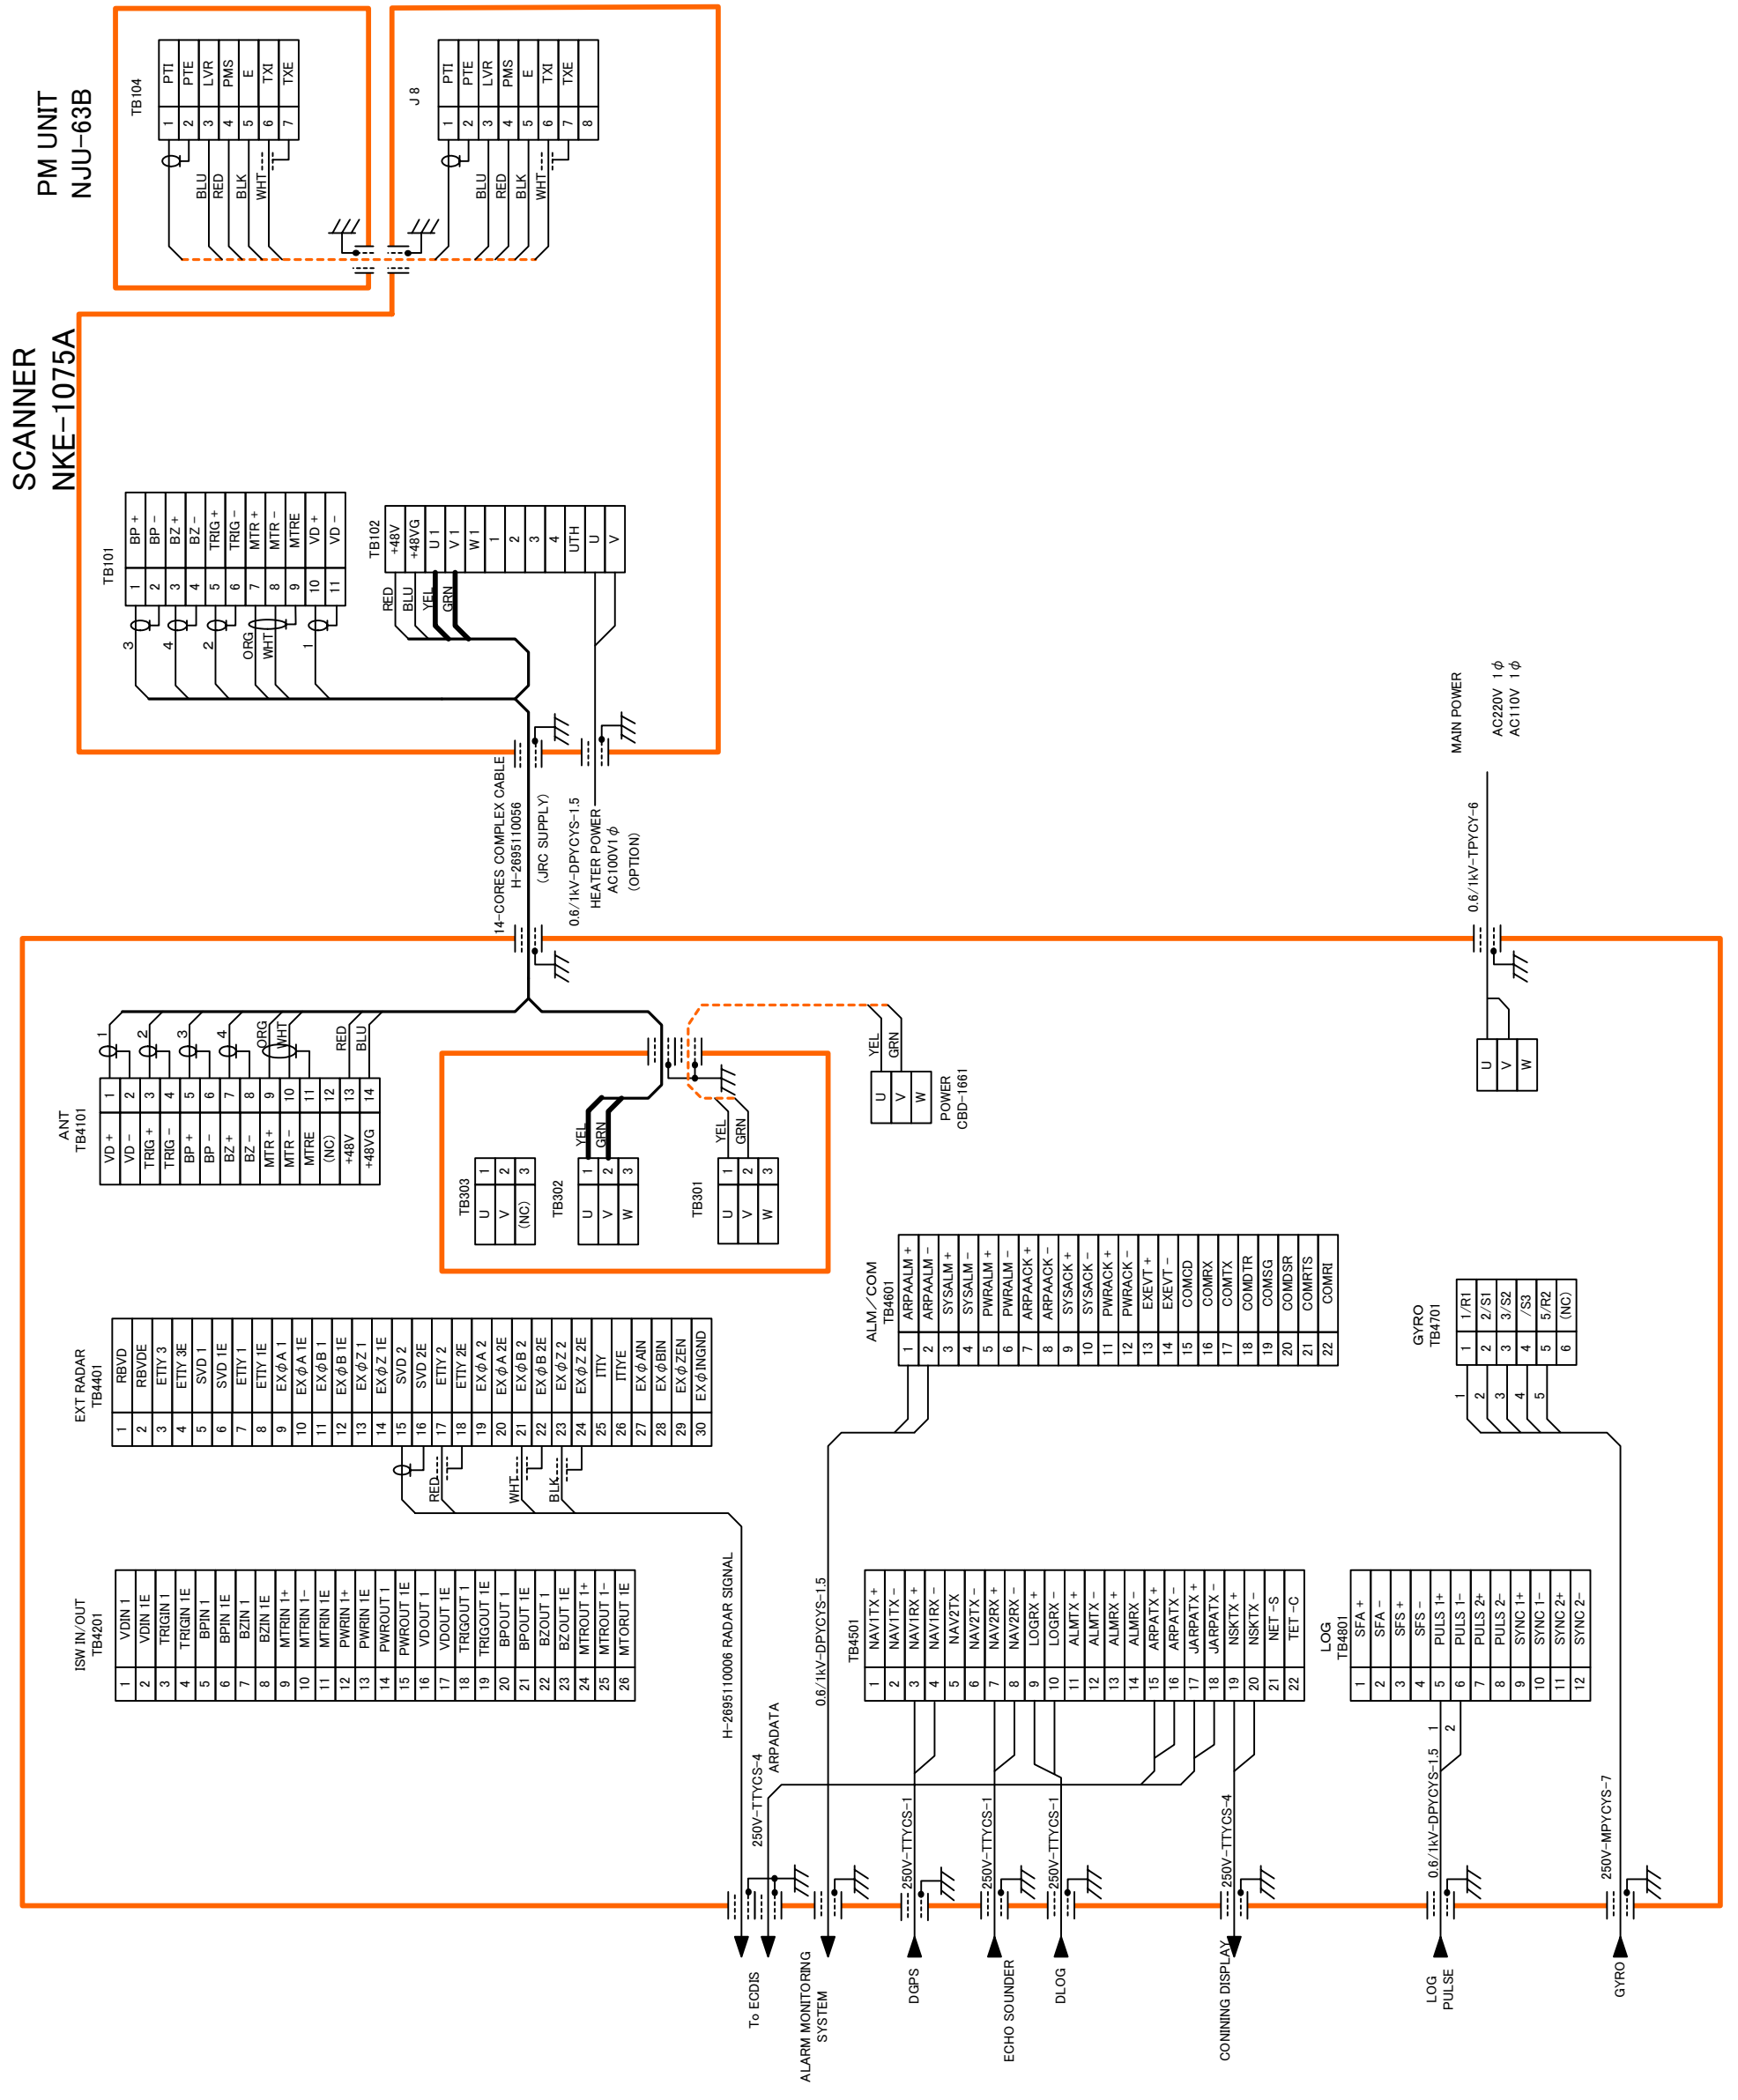 PM UNIT
NJU-63B
TB104
1 PTI
2 PTE
3 LVR
4 PMS
5 E
6 TXI
7 TXE
BLU
RED
BLK
WHT
J 8
1 PTI
2 PTE
3 LVR
4 PMS
5 E
6 TXI
7 TXE
8
BLU
RED
BLK
WHT
SCANNER
NKE-1075A
TB101
1 BP +
2 BP -
3 BZ +
4 BZ -
5 TRIG +
6 TRIG -
7 MTR +
8 MTR -
9 MTRE
10 VD +
11 VD -
3
4
2
ORG
WHT
1
TB102
+48V
+48VG
U 1
V 1
W 1
1
2
3
4
UTH
U
V
RED
BLU
YEL
GRN
14-CORES COMPLEX CABLE
H-2695110056
(JRC SUPPLY)
0.6/1kV-DPYCYS-1.5
HEATER POWER
AC100V1φ
(OPTION)
MAIN POWER
AC220V 1φ
AC110V 1φ
0.6/1kV-TPYCY-6
U
V
W
ANT
TB4101
VD + 1
VD - 2
TRIG + 3
TRIG - 4
BP + 5
BP - 6
BZ + 7
BZ - 8
MTR + 9
MTR - 10
MTRE 11
(NC) 12
+48V 13
+48VG 14
1
2
3
4
ORG
WHT
RED
BLU
TB303
U 1
V 2
(NC) 3
TB302
U 1
V 2
W 3
YEL
GRN
TB301
U 1
V 2
W 3
YEL
GRN
YEL
GRN
U
V
W
POWER
CBD-1661
EXT RADAR
TB4401
1 RBVD
2 RBVDE
3 ETIY 3
4 ETIY 3E
5 SVD 1
6 SVD 1E
7 ETIY 1
8 ETIY 1E
9 EXφA 1
10 EXφA 1E
11 EXφB 1
12 EXφB 1E
13 EXφZ 1
14 EXφZ 1E
15 SVD 2
16 SVD 2E
17 ETIY 2
18 ETIY 2E
19 EXφA 2
20 EXφA 2E
21 EXφB 2
22 EXφB 2E
23 EXφZ 2
24 EXφZ 2E
25 ITIY
26 ITIYE
27 EXφAIN
28 EXφBIN
29 EXφZEN
30 EXφINGND
RED
WHT
BLK
ALM/COM
TB4601
1 ARPAALM +
2 ARPAALM -
3 SYSALM +
4 SYSALM -
5 PWRALM +
6 PWRALM -
7 ARPAACK +
8 ARPAACK -
9 SYSACK +
10 SYSACK -
11 PWRACK +
12 PWRACK -
13 EXEVT +
14 EXEVT -
15 COMCD
16 COMRX
17 COMTX
18 COMDTR
19 COMSG
20 COMDSR
21 COMRTS
22 COMRI
GYRO
TB4701
1 1/R1
2 2/S1
3 3/S2
4 /S3
5 5/R2
6 (NC)
1
2
3
4
5
ISW IN/OUT
TB4201
1 VDIN 1
2 VDIN 1E
3 TRIGIN 1
4 TRIGIN 1E
5 BPIN 1
6 BPIN 1E
7 BZIN 1
8 BZIN 1E
9 MTRIN 1+
10 MTRIN 1-
11 MTRIN 1E
12 PWRIN 1+
13 PWRIN 1E
14 PWROUT 1
15 PWROUT 1E
16 VDOUT 1
17 VDOUT 1E
18 TRIGOUT 1
19 TRIGOUT 1E
20 BPOUT 1
21 BPOUT 1E
22 BZOUT 1
23 BZOUT 1E
24 MTROUT 1+
25 MTROUT 1-
26 MTORUT 1E
H-2695110006 RADAR SIGNAL
250V-TTYCS-4
ARPADATA
0.6/1kV-DPYCYS-1.5
TB4501
1 NAV1TX +
2 NAV1TX -
3 NAV1RX +
4 NAV1RX -
5 NAV2TX
6 NAV2TX -
7 NAV2RX +
8 NAV2RX -
9 LOGRX +
10 LOGRX -
11 ALMTX +
12 ALMTX -
13 ALMRX +
14 ALMRX -
15 ARPATX +
16 ARPATX -
17 JARPATX +
18 JARPATX -
19 NSKTX +
20 NSKTX -
21 NET -S
22 TET -C
LOG
TB4801
1 SFA +
2 SFA -
3 SFS +
4 SFS -
5 PULS 1+
6 PULS 1-
7 PULS 2+
8 PULS 2-
9 SYNC 1+
10 SYNC 1-
11 SYNC 2+
12 SYNC 2-
1
2
250V-TTYCS-1
250V-TTYCS-1
250V-TTYCS-1
250V-TTYCS-4
0.6/1kV-DPYCYS-1.5
250V-MPYCYS-7
To ECDIS
ALARM MONITORING
SYSTEM
DGPS
ECHO SOUNDER
DLOG
CONINING DISPLAY
LOG
PULSE
GYRO